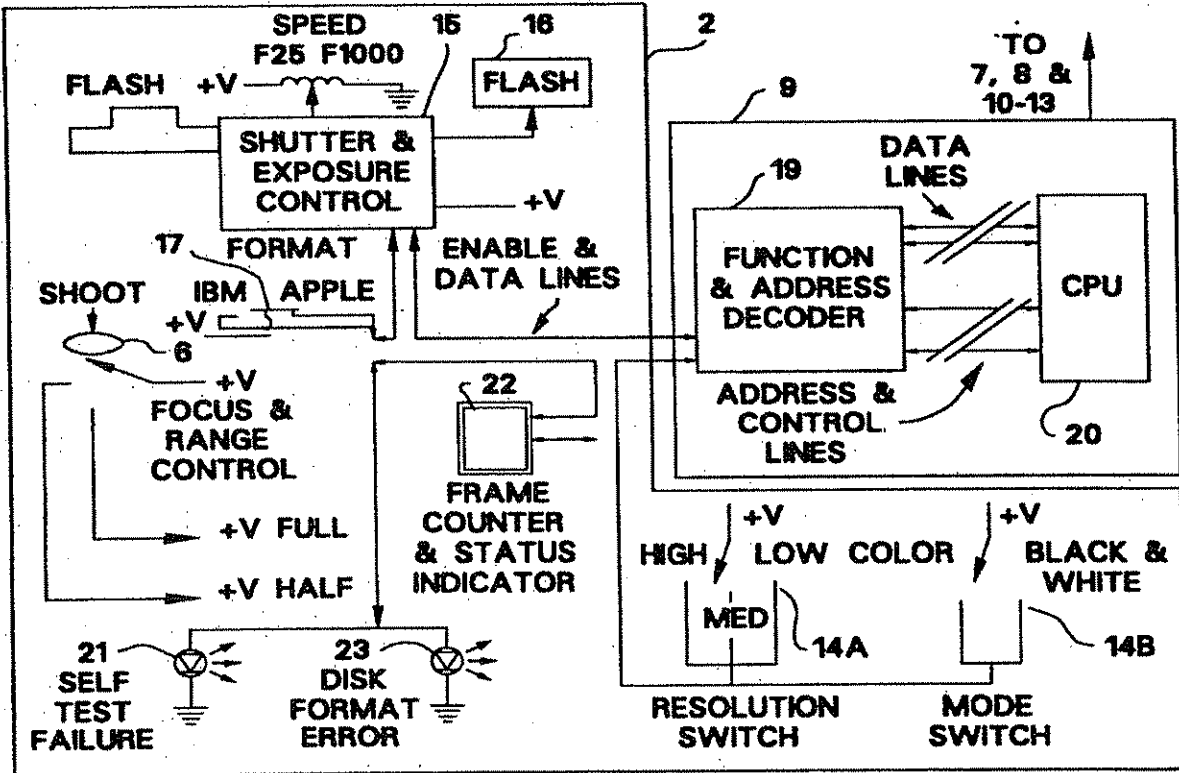 SPEED
F25 F1000
15
16
2
TO
7, 8 &
10-13
FLASH
+V
FLASH
9
SHUTTER &
EXPOSURE
CONTROL
DATA
LINES
19
+V
17
FORMAT
ENABLE &
DATA LINES
FUNCTION
& ADDRESS
DECODER
CPU
SHOOT
IBM APPLE
+V
6
+V
22
FOCUS &
RANGE
CONTROL
ADDRESS &
CONTROL
LINES
20
FRAME
COUNTER
& STATUS
INDICATOR
+V FULL
+V HALF
+V
+V
HIGH LOW COLOR
BLACK &
WHITE
MED
14A
14B
21
SELF
TEST
FAILURE
23
DISK
FORMAT
ERROR
RESOLUTION
SWITCH
MODE
SWITCH